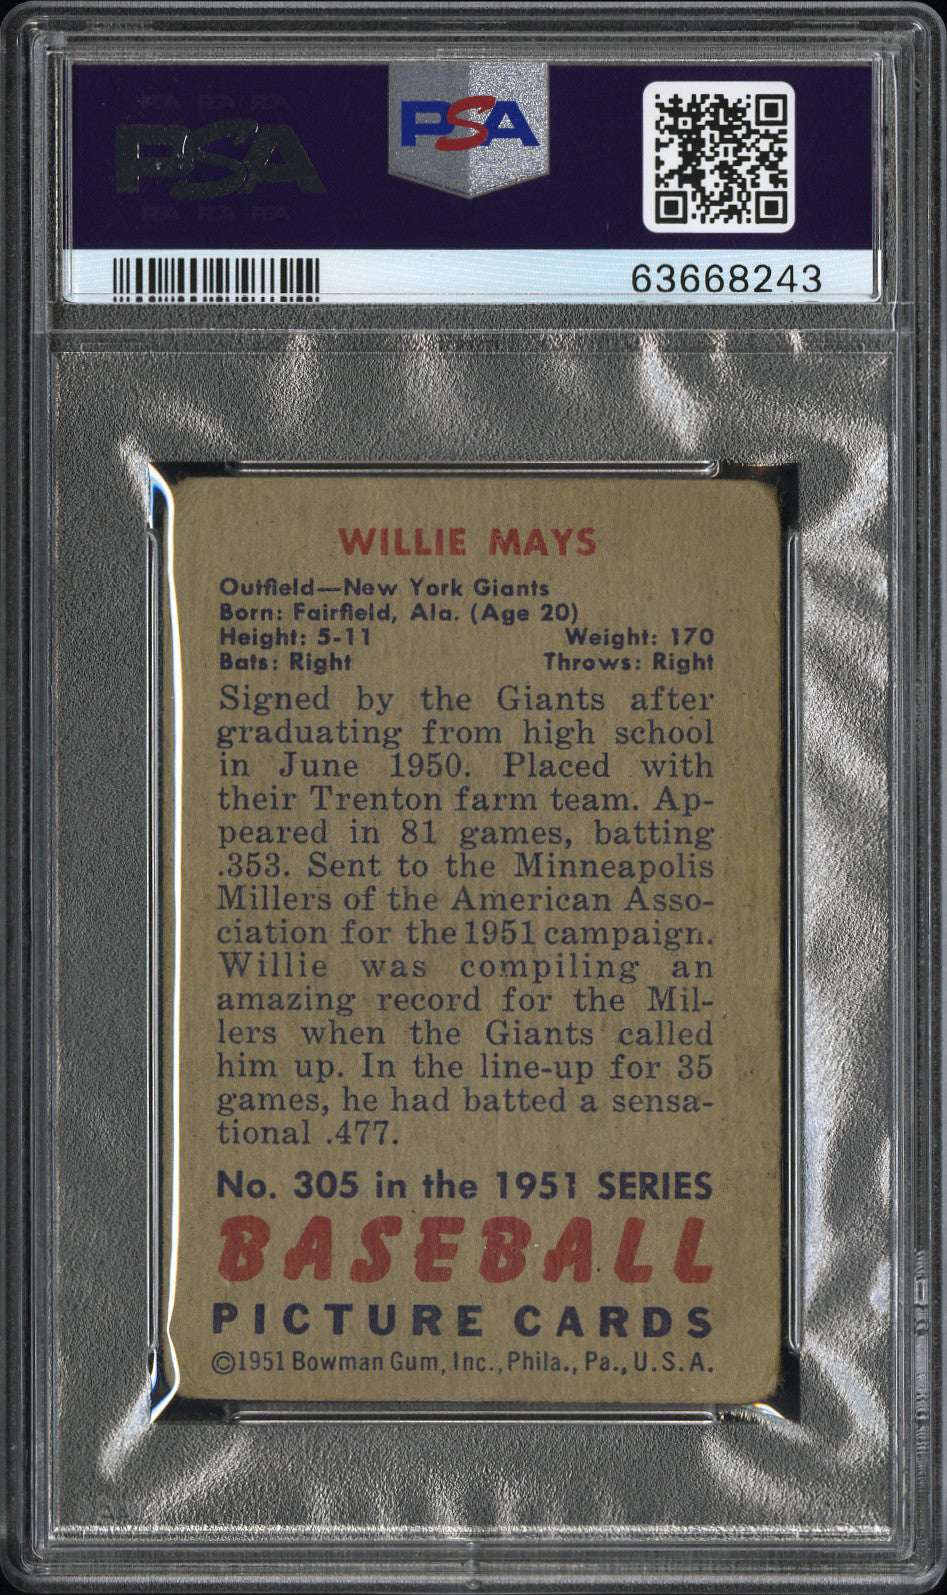 PSA
PSA
63668243
WILLIE MAYS
Outfield—New York Giants
Born: Fairfield, Ala. (Age 20)
Height: 5-11 Weight: 170
Bats: Right Throws: Right
Signed by the Giants after
graduating from high school
in June 1950. Placed with
their Trenton farm team. Ap-
peared in 81 games, batting
.353. Sent to the Minneapolis
Millers of the American Asso-
ciation for the 1951 campaign.
Willie was compiling an
amazing record for the Mil-
lers when the Giants called
him up. In the line-up for 35
games, he had batted a sensa-
tional .477.
No. 305 in the 1951 SERIES
BASEBALL
PICTURE CARDS
©1951 Bowman Gum, Inc., Phila., Pa., U.S.A.